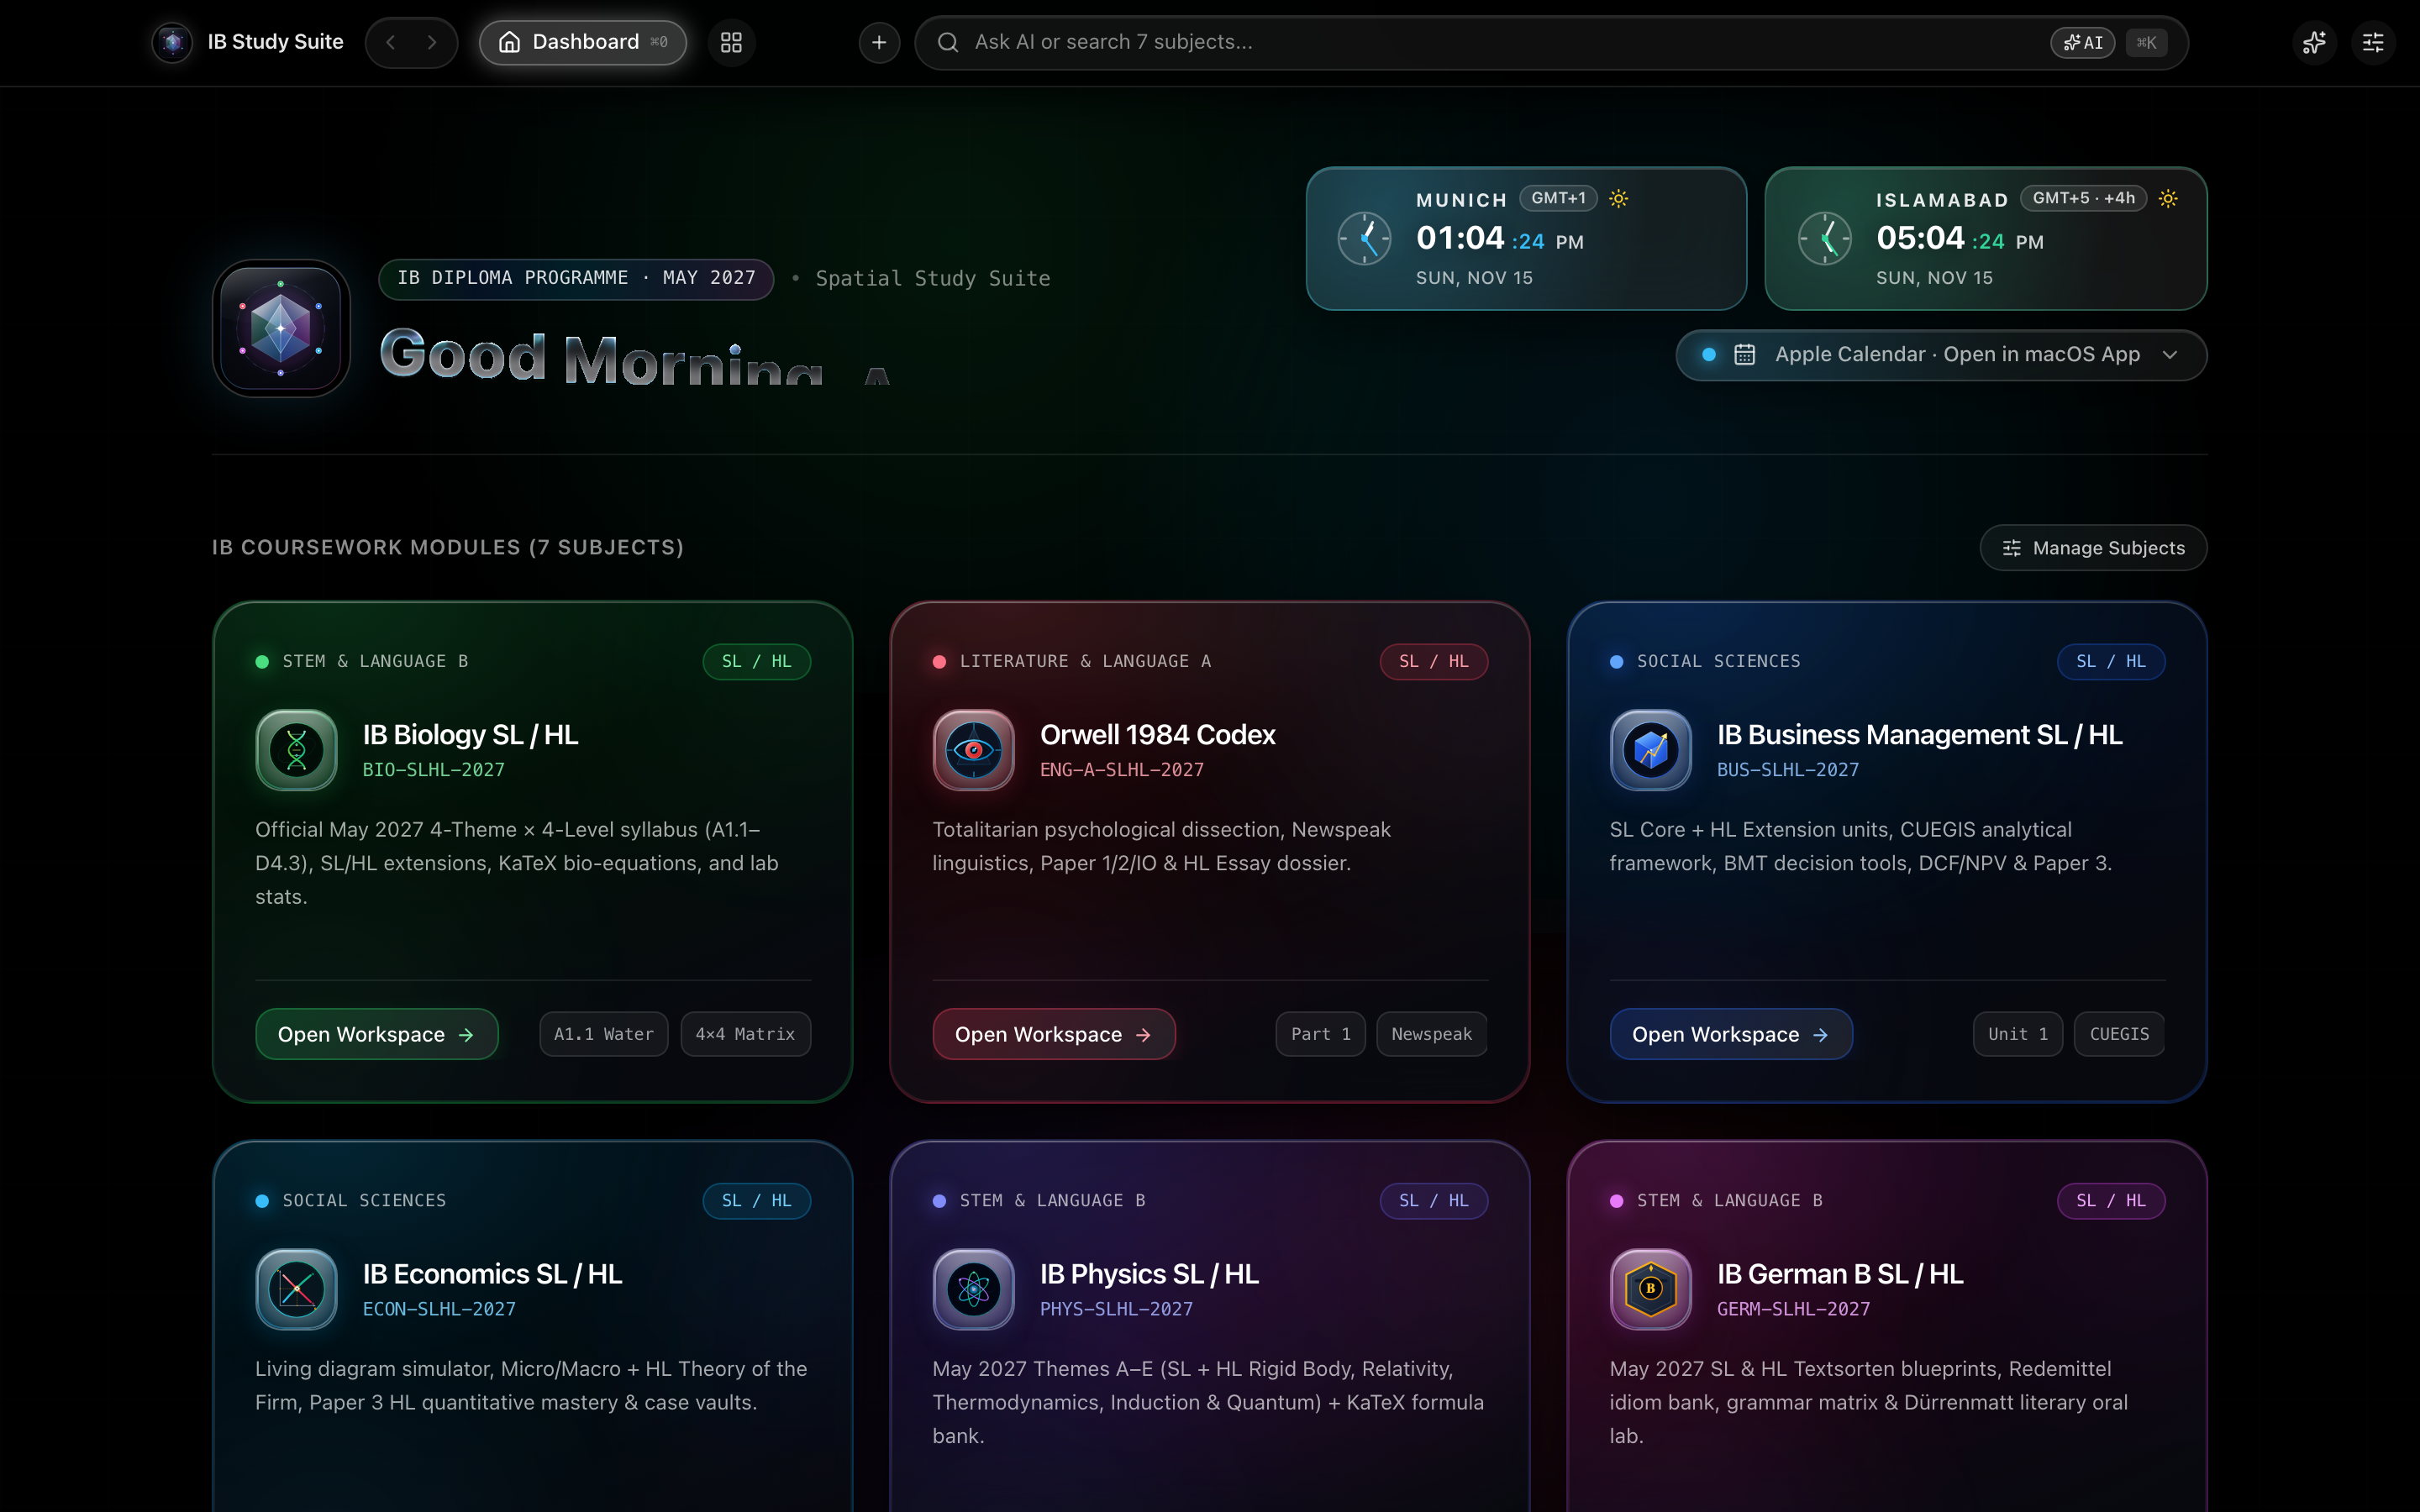 IB Study Suite
Dashboard ⌘0
Ask AI or search 7 subjects...
AI
⌘K
MUNICH GMT+1
01:04 :24 PM
SUN, NOV 15
ISLAMABAD GMT+5 · +4h
05:04 :24 PM
SUN, NOV 15
IB DIPLOMA PROGRAMME · MAY 2027 • Spatial Study Suite
Good Morning
Apple Calendar · Open in macOS App
IB COURSEWORK MODULES (7 SUBJECTS)
Manage Subjects
STEM & LANGUAGE B
SL / HL
IB Biology SL / HL
BIO-SLHL-2027
Official May 2027 4-Theme × 4-Level syllabus (A1.1–
D4.3), SL/HL extensions, KaTeX bio-equations, and lab
stats.
Open Workspace →
A1.1 Water
4×4 Matrix
LITERATURE & LANGUAGE A
SL / HL
Orwell 1984 Codex
ENG-A-SLHL-2027
Totalitarian psychological dissection, Newspeak
linguistics, Paper 1/2/IO & HL Essay dossier.
Open Workspace →
Part 1
Newspeak
SOCIAL SCIENCES
SL / HL
IB Business Management SL / HL
BUS-SLHL-2027
SL Core + HL Extension units, CUEGIS analytical
framework, BMT decision tools, DCF/NPV & Paper 3.
Open Workspace →
Unit 1
CUEGIS
SOCIAL SCIENCES
SL / HL
IB Economics SL / HL
ECON-SLHL-2027
Living diagram simulator, Micro/Macro + HL Theory of the
Firm, Paper 3 HL quantitative mastery & case vaults.
STEM & LANGUAGE B
SL / HL
IB Physics SL / HL
PHYS-SLHL-2027
May 2027 Themes A–E (SL + HL Rigid Body, Relativity,
Thermodynamics, Induction & Quantum) + KaTeX formula
bank.
STEM & LANGUAGE B
SL / HL
B
IB German B SL / HL
GERM-SLHL-2027
May 2027 SL & HL Textsorten blueprints, Redemittel
idiom bank, grammar matrix & Dürrenmatt literary oral
lab.